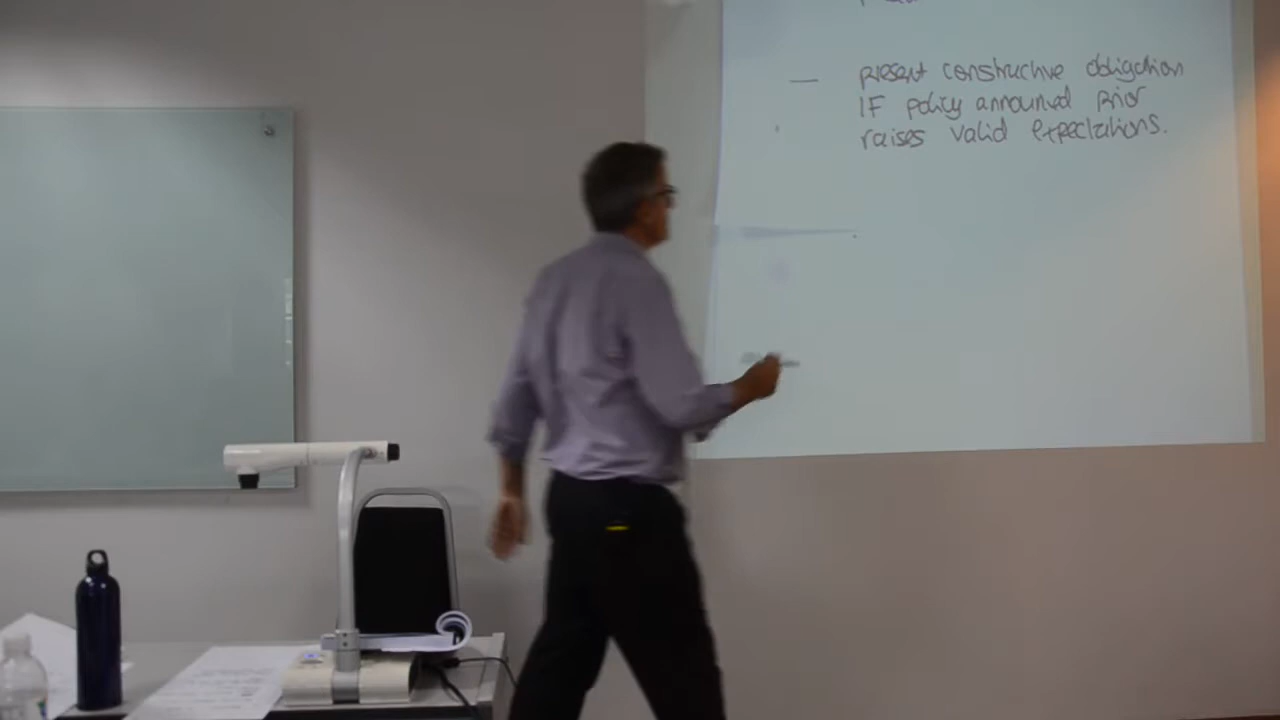 — present constructive obligation
IF policy announced prior
raises valid expectations.